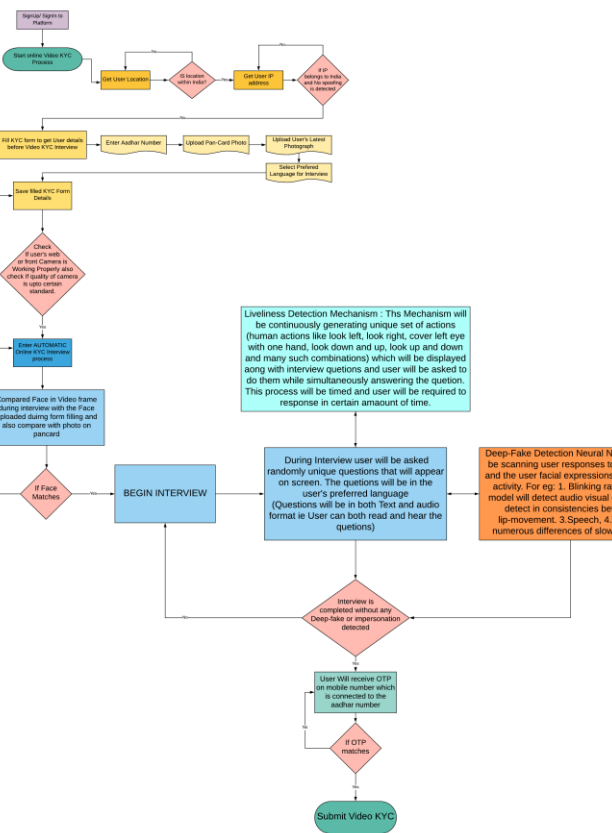 Signup/ Signin to
Platform
Start online Video KYC
Process
Get User Location
IS location
within India?
Get User IP
address
If IP
belongs to India
and No spoofing
is detected
Fill KYC form to get User details
before Video KYC Interview
Enter Aadhar Number
Upload Pan-Card Photo
Upload User's Latest
Photograph
Select Prefered
Language for Interview
Save filled KYC Form
Details
Check
If user's web
or front Camera is
Working Properly also
check If quality of camera
is upto certain
standard.
Yes
Enter AUTOMATIC
Online KYC Interview
process
Compared Face in Video frame
during interview with the Face
uploaded duirng form filling and
also compare with photo on
pancard
If Face
Matches
Yes
BEGIN INTERVIEW
Liveliness Detection Mechanism : Ths Mechanism will
be continuously generating unique set of actions
(human actions like look left, look right, cover left eye
with one hand, look down and up, look up and down
and many such combinations) which will be displayed
aong with interview quetions and user will be asked to
do them while simultaneously answering the quetion.
This process will be timed and user will be required to
response in certain amaount of time.
During Interview user will be asked
randomly unique questions that will appear
on screen. The quetions will be in the
user's preferred language
(Questions will be in both Text and audio
format ie User can both read and hear the
quetions)
Deep-Fake Detection Neural N
be scanning user responses to
and the user facial expressions
activity. For eg: 1. Blinking ra
model will detect audio visual
detect in consistencies be
lip-movement. 3.Speech, 4.
numerous differences of slow
Interview is
completed without any
Deep-fake or impersonation
detected
No
Yes
User Will receive OTP
on mobile number which
is connected to the
aadhar number
No
If OTP
matches
Yes
Submit Video KYC